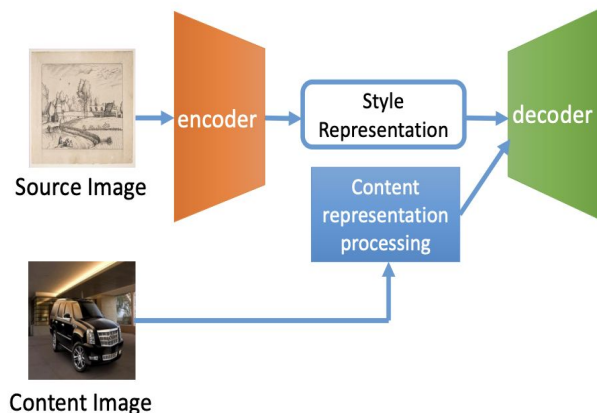 encoder
Style
Representation
decoder
Source Image
Content
representation
processing
Content Image